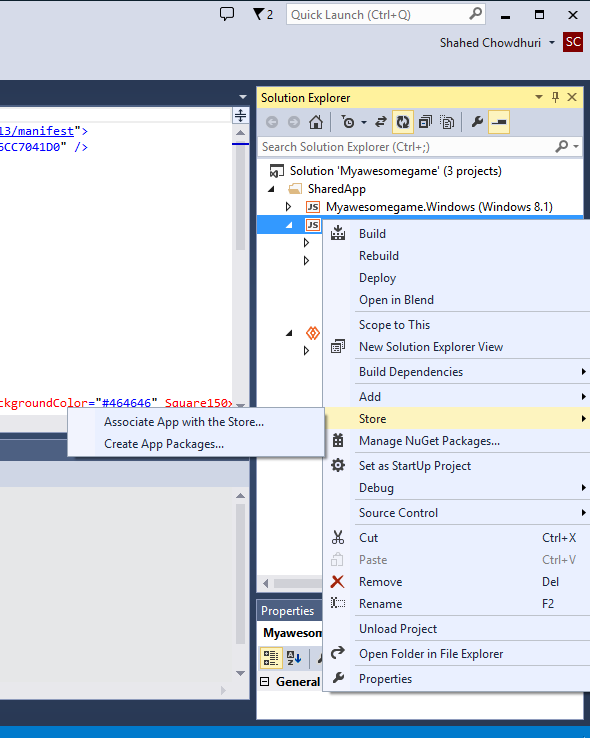 2
Quick Launch (Ctrl+Q)
Shahed Chowdhuri
SC
Solution Explorer
Search Solution Explorer (Ctrl+;)
Solution 'Myawesomegame' (3 projects)
SharedApp
JS Myawesomegame.Windows (Windows 8.1)
JS
13/manifest">
6CC7041D0" />
ckgroundColor="#464646" Square150x
Build
Rebuild
Deploy
Open in Blend
Scope to This
New Solution Explorer View
Build Dependencies
Add
Store
Manage NuGet Packages...
Set as StartUp Project
Debug
Source Control
Cut Ctrl+X
Paste Ctrl+V
Remove Del
Rename F2
Unload Project
Open Folder in File Explorer
Properties
Associate App with the Store...
Create App Packages...
Properties
Myawesom
General